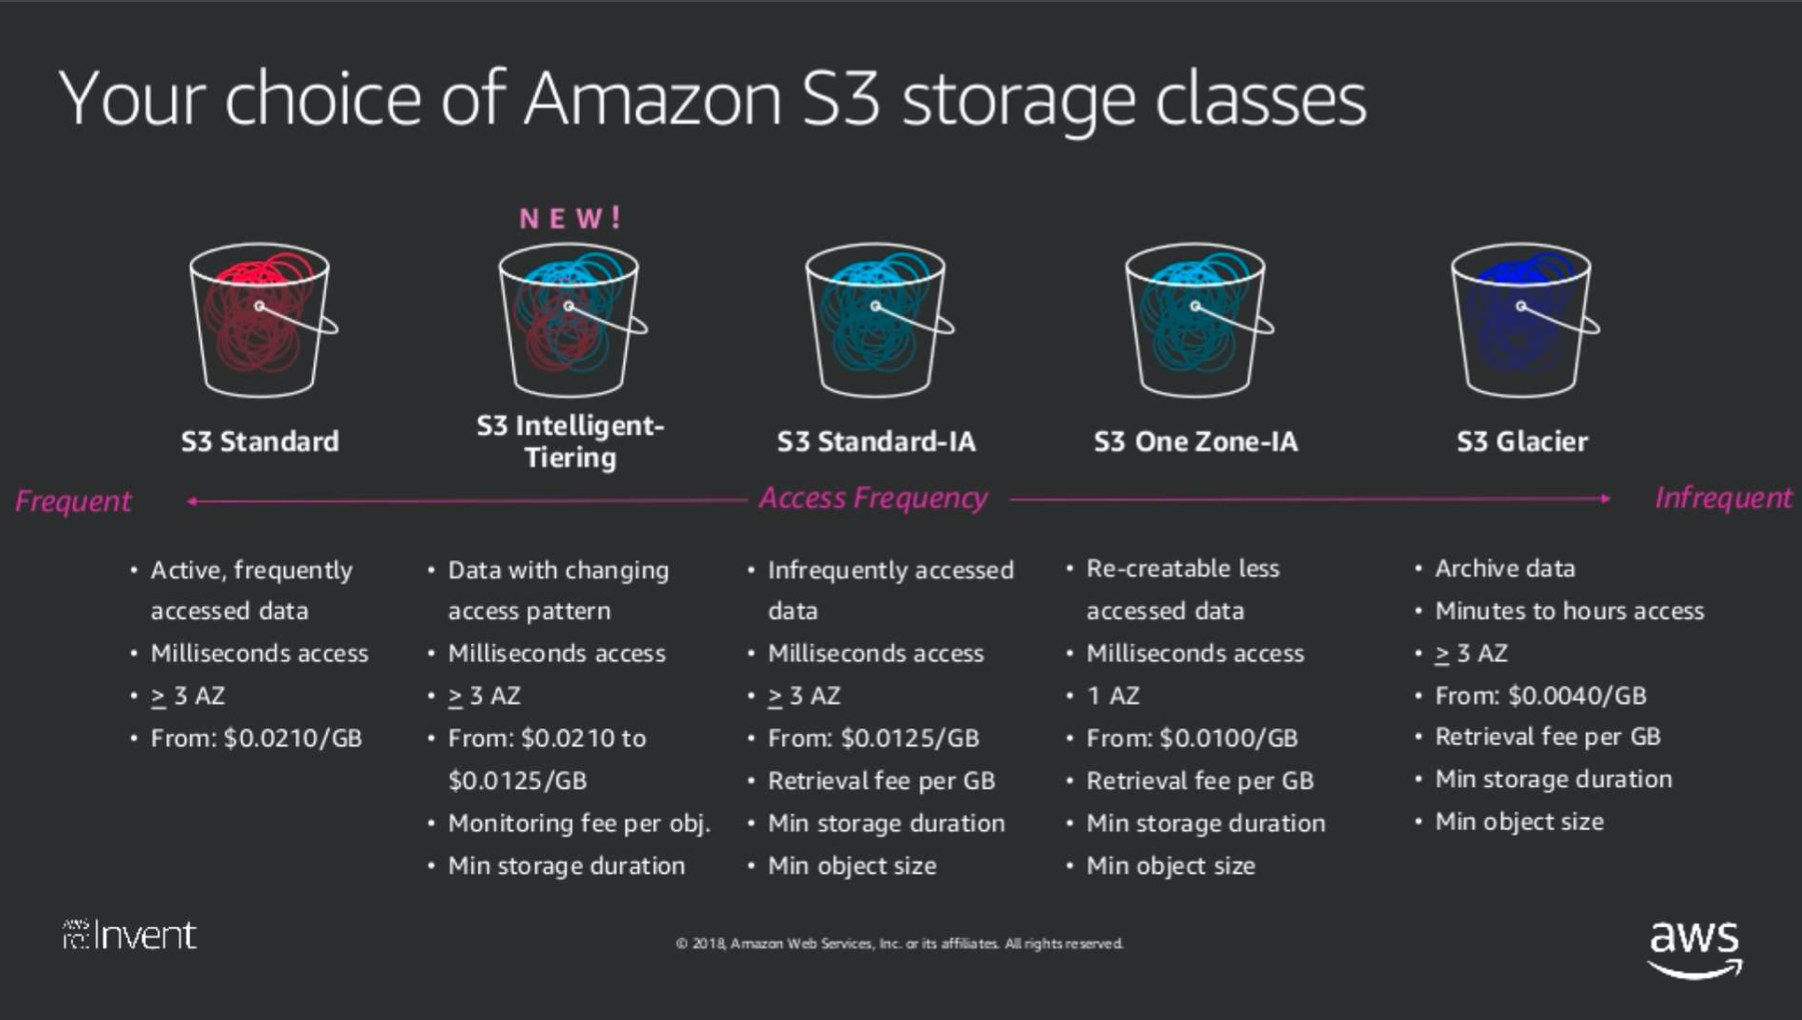 Your choice of Amazon S3 storage classes
NEW!
S3 Standard
S3 Intelligent-
Tiering
S3 Standard-IA
S3 One Zone-IA
S3 Glacier
Frequent
Access Frequency
Infrequent
• Active, frequently
accessed data
• Milliseconds access
• ≥ 3 AZ
• From: $0.0210/GB
• Data with changing
access pattern
• Milliseconds access
• ≥ 3 AZ
• From: $0.0210 to
$0.0125/GB
• Monitoring fee per obj.
• Min storage duration
• Infrequently accessed
data
• Milliseconds access
• ≥ 3 AZ
• From: $0.0125/GB
• Retrieval fee per GB
• Min storage duration
• Min object size
• Re-creatable less
accessed data
• Milliseconds access
• 1 AZ
• From: $0.0100/GB
• Retrieval fee per GB
• Min storage duration
• Min object size
• Archive data
• Minutes to hours access
• ≥ 3 AZ
• From: $0.0040/GB
• Retrieval fee per GB
• Min storage duration
• Min object size
AWS
re:Invent
© 2018, Amazon Web Services, Inc. or its affiliates. All rights reserved.
aws